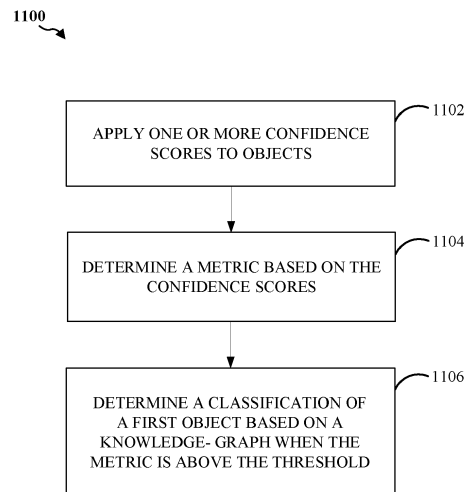 1100
1102
APPLY ONE OR MORE CONFIDENCE
SCORES TO OBJECTS
1104
DETERMINE A METRIC BASED ON THE
CONFIDENCE SCORES
1106
DETERMINE A CLASSIFICATION OF
A FIRST OBJECT BASED ON A
KNOWLEDGE- GRAPH WHEN THE
METRIC IS ABOVE THE THRESHOLD